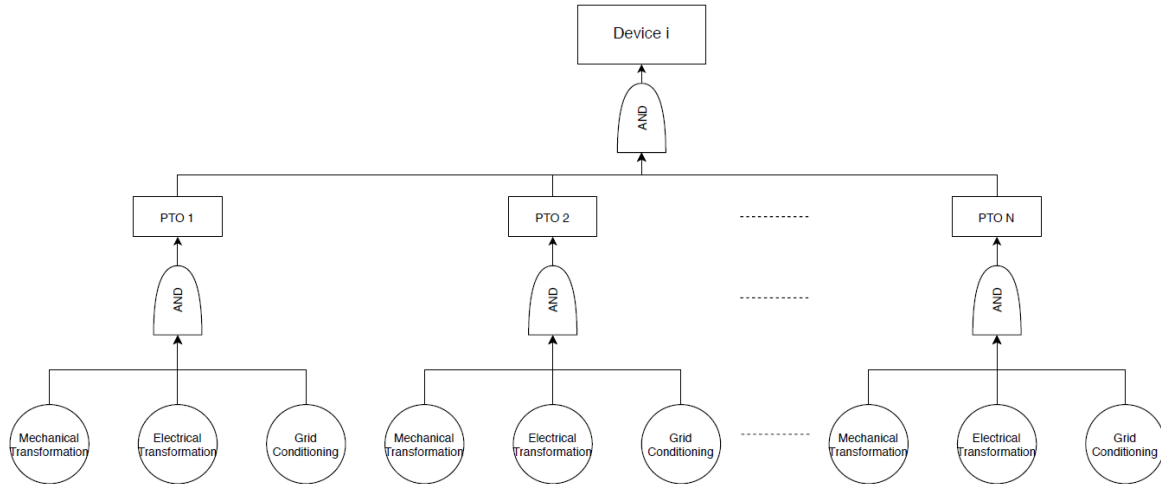 Device i
AND
PTO 1
PTO 2
PTO N
AND
AND
AND
Mechanical
Transformation
Electrical
Transformation
Grid
Conditioning
Mechanical
Transformation
Electrical
Transformation
Grid
Conditioning
Mechanical
Transformation
Electrical
Transformation
Grid
Conditioning